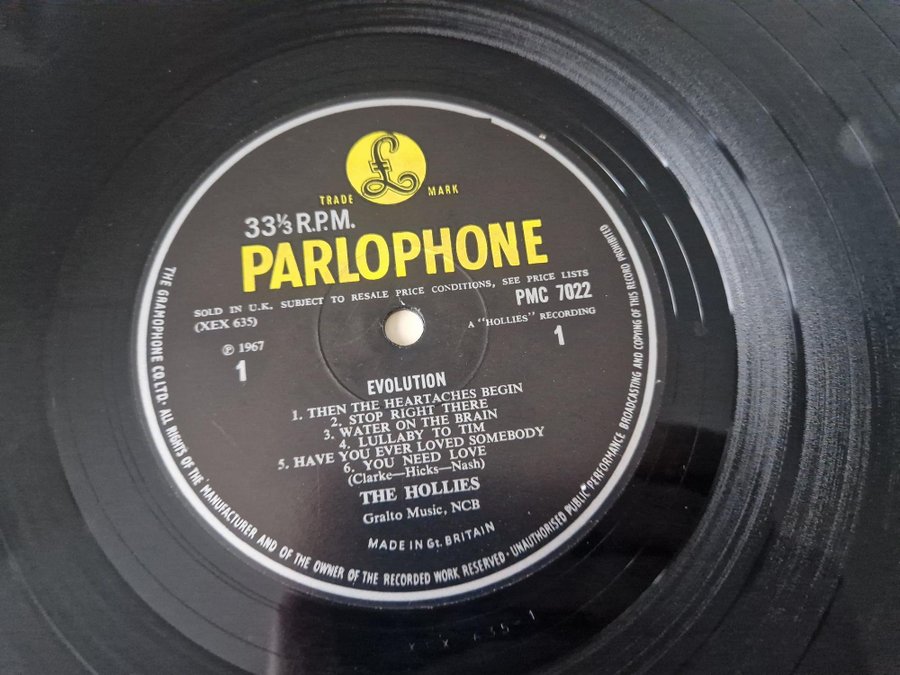 £
TRADE MARK
33⅓ R.P.M.
PARLOPHONE
SOLD IN U.K. SUBJECT TO RESALE PRICE CONDITIONS, SEE PRICE LISTS
(XEX 635)
PMC 7022
A "HOLLIES" RECORDING
℗ 1967
1
1
EVOLUTION
1. THEN THE HEARTACHES BEGIN
2. STOP RIGHT THERE
3. WATER ON THE BRAIN
4. LULLABY TO TIM
5. HAVE YOU EVER LOVED SOMEBODY
6. YOU NEED LOVE
(Clarke—Hicks—Nash)
THE HOLLIES
Gralto Music, NCB
MADE IN Gt. BRITAIN
THE GRAMOPHONE CO. LTD · ALL RIGHTS OF THE MANUFACTURER AND OF THE OWNER OF THE RECORDED WORK RESERVED · UNAUTHORISED PUBLIC PERFORMANCE BROADCASTING AND COPYING OF THIS RECORD PROHIBITED